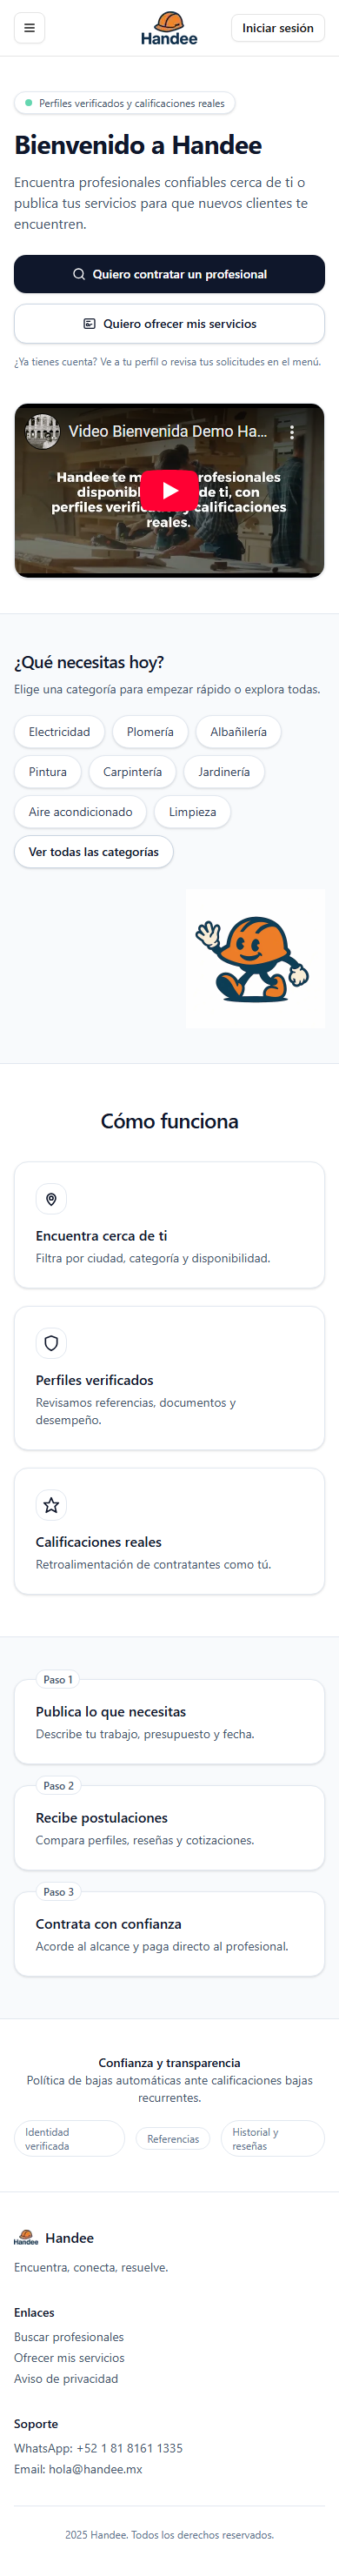 Handee
Iniciar sesión
Perfiles verificados y calificaciones reales
Bienvenido a Handee
Encuentra profesionales confiables cerca de ti o
publica tus servicios para que nuevos clientes te
encuentren.
Quiero contratar un profesional
Quiero ofrecer mis servicios
¿Ya tienes cuenta? Ve a tu perfil o revisa tus solicitudes en el menú.
Video Bienvenida Demo Ha...
Handee te m profesionales
disponibl de ti, con
perfiles verifi calificaciones
reales.
¿Qué necesitas hoy?
Elige una categoría para empezar rápido o explora todas.
Electricidad
Plomería
Albañilería
Pintura
Carpintería
Jardinería
Aire acondicionado
Limpieza
Ver todas las categorías
Cómo funciona
Encuentra cerca de ti
Filtra por ciudad, categoría y disponibilidad.
Perfiles verificados
Revisamos referencias, documentos y
desempeño.
Calificaciones reales
Retroalimentación de contratantes como tú.
Paso 1
Publica lo que necesitas
Describe tu trabajo, presupuesto y fecha.
Paso 2
Recibe postulaciones
Compara perfiles, reseñas y cotizaciones.
Paso 3
Contrata con confianza
Acorde al alcance y paga directo al profesional.
Confianza y transparencia
Política de bajas automáticas ante calificaciones bajas
recurrentes.
Identidad
verificada
Referencias
Historial y
reseñas
Handee
Handee
Encuentra, conecta, resuelve.
Enlaces
Buscar profesionales
Ofrecer mis servicios
Aviso de privacidad
Soporte
WhatsApp: +52 1 81 8161 1335
Email: hola@handee.mx
2025 Handee. Todos los derechos reservados.